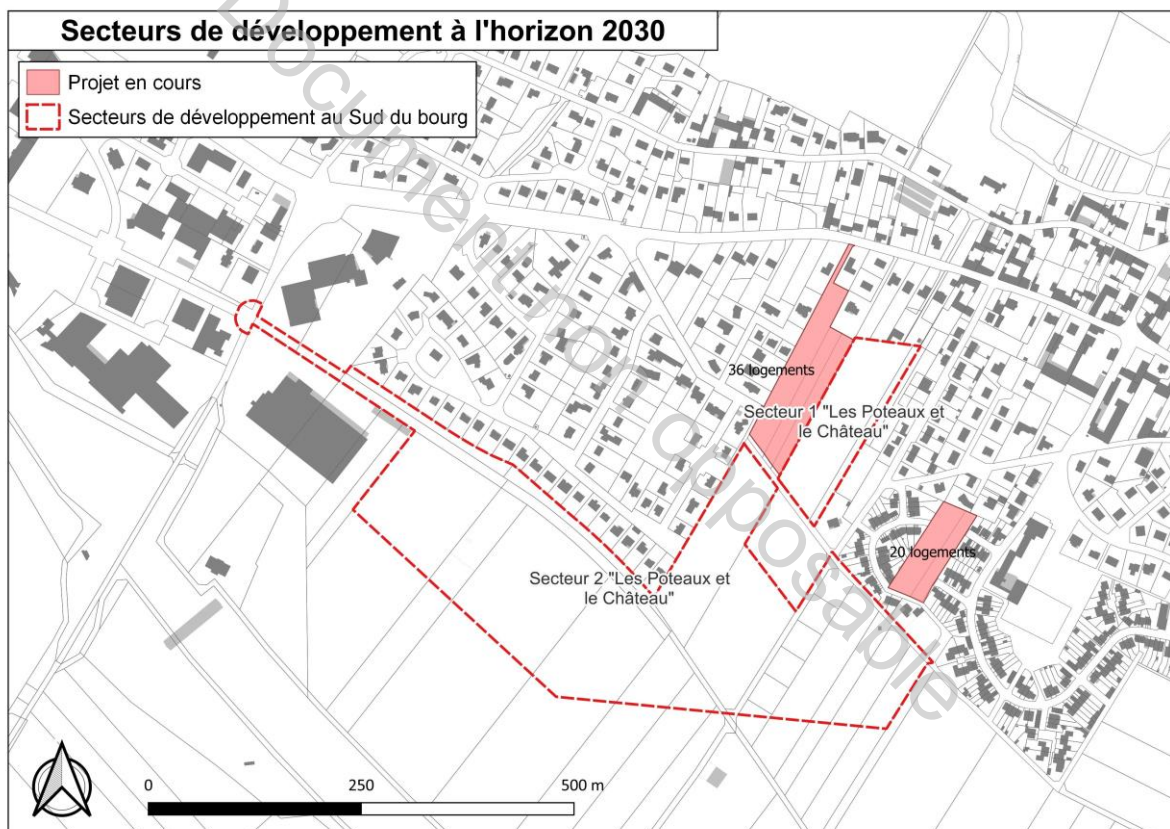 Secteurs de développement à l'horizon 2030
Projet en cours
Secteurs de développement au Sud du bourg
Document non opposable
36 logements
Secteur 1 "Les Poteaux et
le Château"
20 logements
Secteur 2 "Les Poteaux et
le Château"
0
250
500 m